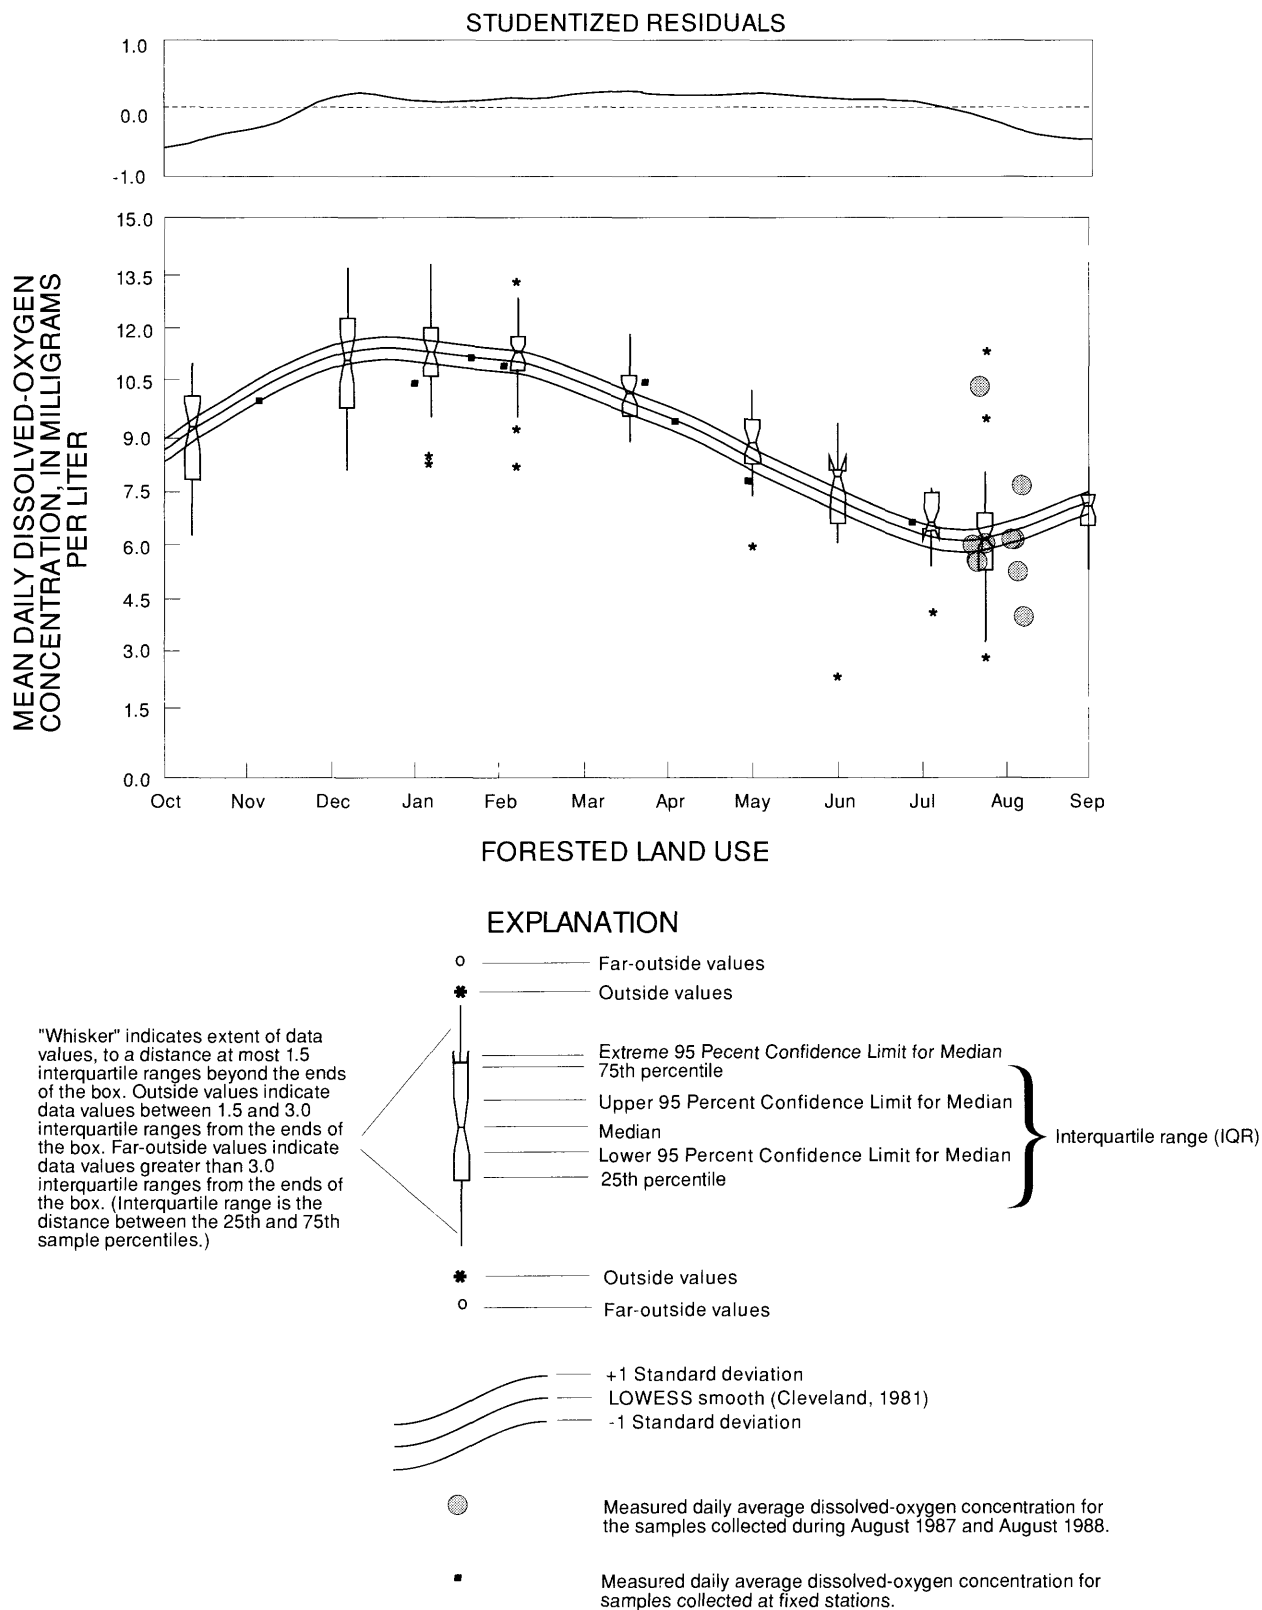 STUDENTIZED RESIDUALS
1.0
0.0
-1.0
MEAN DAILY DISSOLVED-OXYGEN
CONCENTRATION, IN MILLIGRAMS
PER LITER
15.0
13.5
12.0
10.5
9.0
7.5
6.0
4.5
3.0
1.5
0.0
Oct Nov Dec Jan Feb Mar Apr May Jun Jul Aug Sep
FORESTED LAND USE
EXPLANATION
Far-outside values
Outside values
"Whisker" indicates extent of data
values, to a distance at most 1.5
interquartile ranges beyond the ends
of the box. Outside values indicate
data values between 1.5 and 3.0
interquartile ranges from the ends of
the box. Far-outside values indicate
data values greater than 3.0
interquartile ranges from the ends of
the box. (Interquartile range is the
distance between the 25th and 75th
sample percentiles.)
Extreme 95 Pecent Confidence Limit for Median
75th percentile
Upper 95 Percent Confidence Limit for Median
Median
Lower 95 Percent Confidence Limit for Median
25th percentile
Interquartile range (IQR)
Outside values
Far-outside values
+1 Standard deviation
LOWESS smooth (Cleveland, 1981)
-1 Standard deviation
Measured daily average dissolved-oxygen concentration for
the samples collected during August 1987 and August 1988.
Measured daily average dissolved-oxygen concentration for
samples collected at fixed stations.